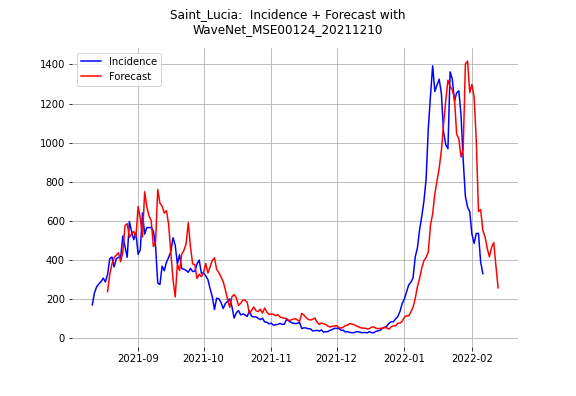 Saint_Lucia:  Incidence + Forecast with
WaveNet_MSE00124_20211210
Incidence
Forecast
1400
1200
1000
800
600
400
200
0
2021-09 2021-10 2021-11 2021-12 2022-01 2022-02